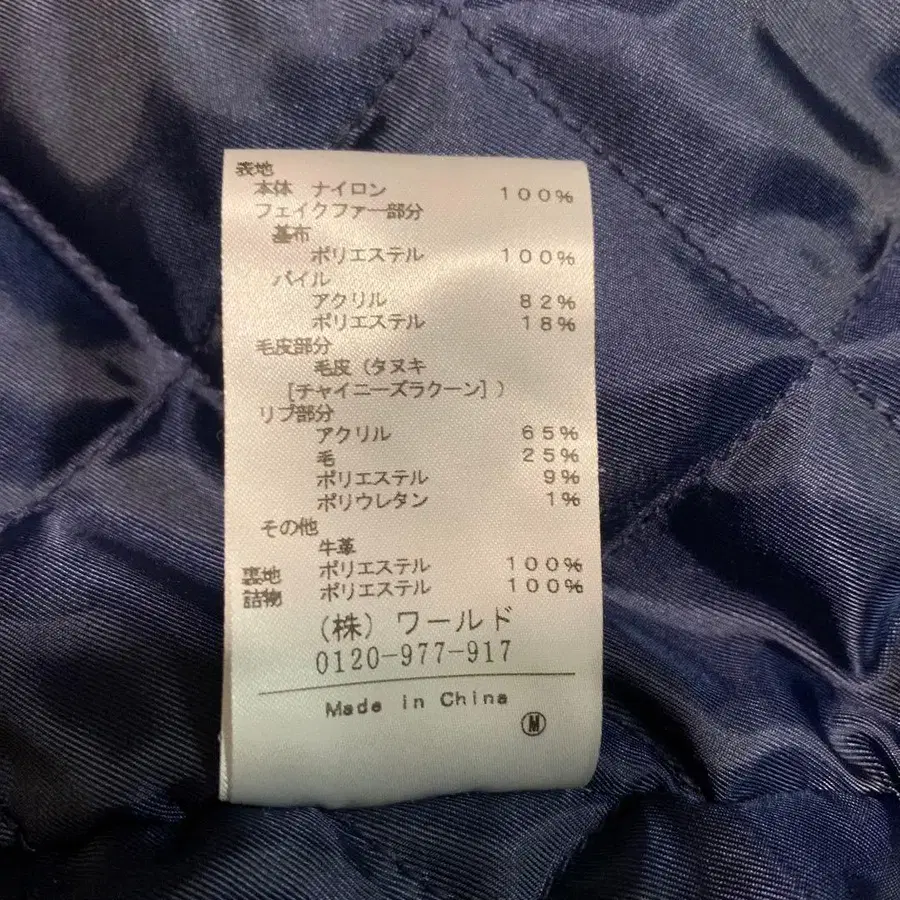 表地
本体 ナイロン 100%
フェイクファー部分
基布
ポリエステル 100%
パイル
アクリル 82%
ポリエステル 18%
毛皮部分
毛皮(タヌキ
[チャイニーズラクーン])
リブ部分
アクリル 65%
毛 25%
ポリエステル 9%
ポリウレタン 1%
その他
牛革
裏地 ポリエステル 100%
詰物 ポリエステル 100%
(株)ワールド
0120-977-917
Made in China
Ⓜ